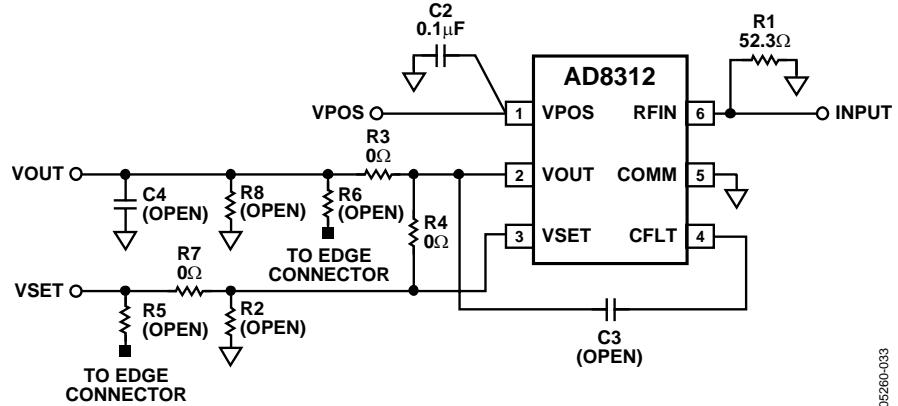 C2
0.1μF
R1
52.3Ω
AD8312
VPOS
1
VPOS
RFIN
6
INPUT
R3
0Ω
VOUT
2
VOUT
COMM
5
C4
(OPEN)
R8
(OPEN)
R6
(OPEN)
R4
0Ω
TO EDGE
CONNECTOR
3
VSET
CFLT
4
R7
0Ω
VSET
R5
(OPEN)
R2
(OPEN)
C3
(OPEN)
TO EDGE
CONNECTOR
05260-033